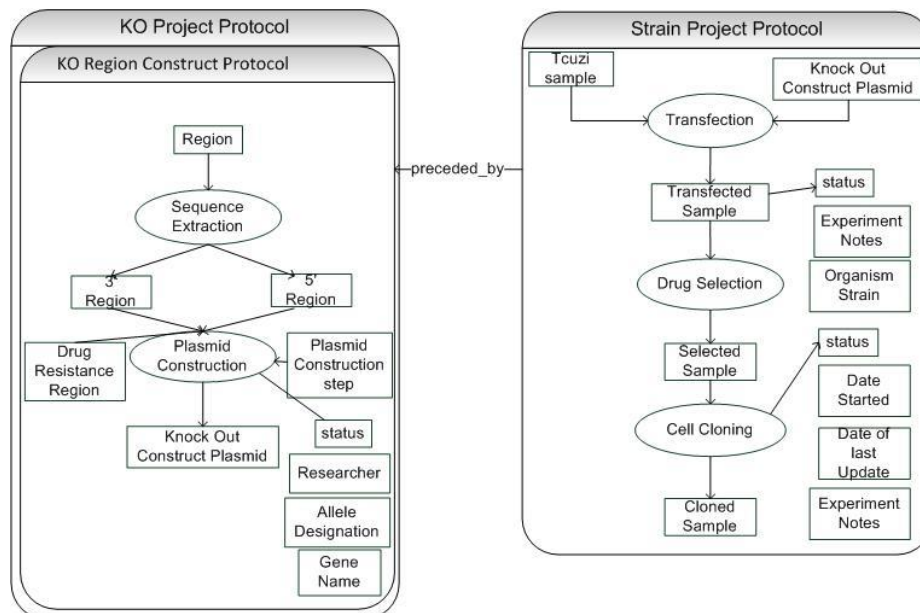 KO Project Protocol
KO Region Construct Protocol
Region
Sequence
Extraction
3'
Region
5'
Region
Drug
Resistance
Region
Plasmid
Construction
Plasmid
Construction
step
Knock Out
Construct Plasmid
status
Researcher
Allele
Designation
Gene
Name
preceded_by
Strain Project Protocol
Tcuzi
sample
Knock Out
Construct Plasmid
Transfection
Transfected
Sample
status
Experiment
Notes
Drug Selection
Organism
Strain
Selected
Sample
status
Cell Cloning
Date
Started
Date of
last
Update
Cloned
Sample
Experiment
Notes